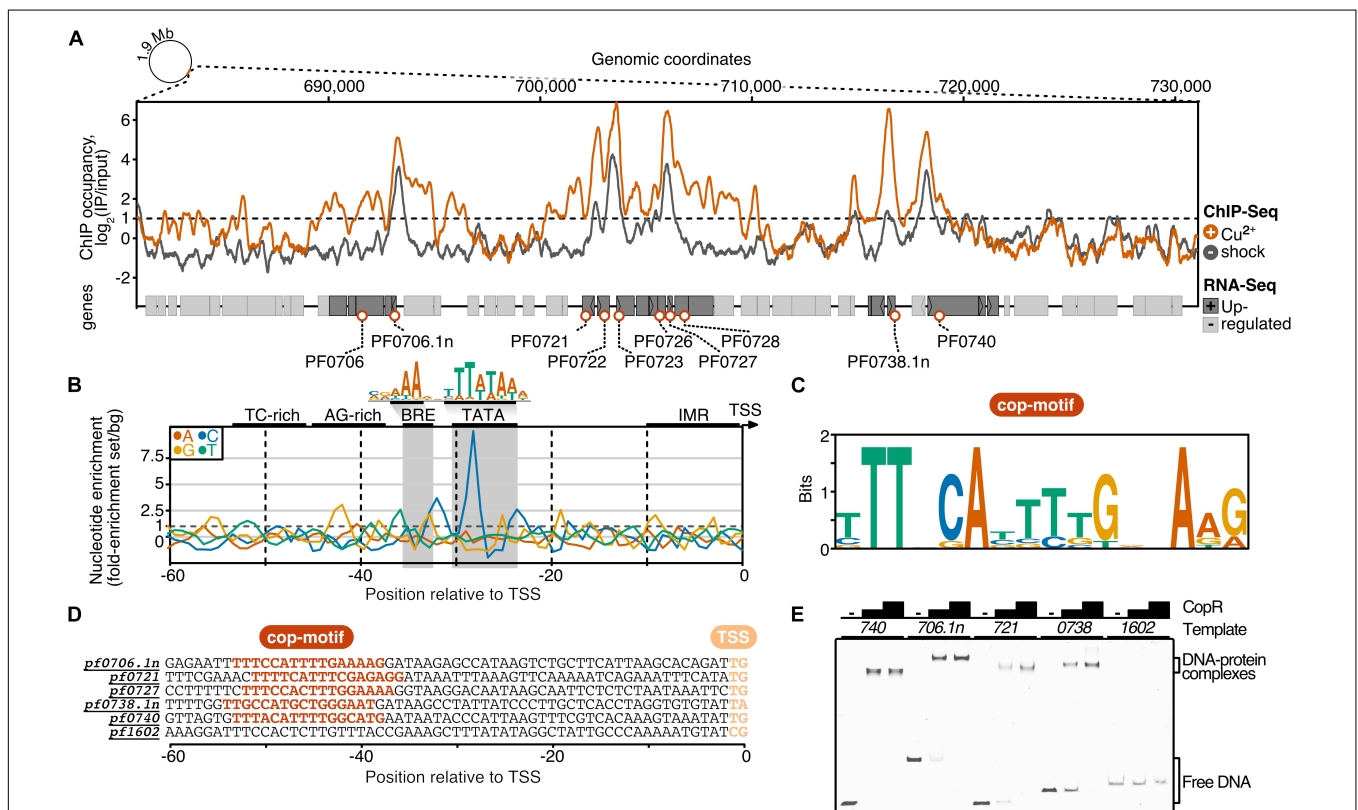 A
1.9 Mb
Genomic coordinates
690,000 700,000 710,000 720,000 730,000
ChIP occupancy,
log2(IP/input)
6
4
2
1
0
-2
ChIP-Seq
+ Cu2+
- shock
RNA-Seq
+ Up-
- regulated
genes
PF0706 PF0706.1n PF0721 PF0722 PF0723 PF0726 PF0727 PF0728 PF0738.1n PF0740
B
TC-rich AG-rich BRE TATA IMR TSS
A C
G T
Nucleotide enrichment
(fold-enrichment set/bg)
7.5
5
2.5
1
0
-60 -40 -20 0
Position relative to TSS
C
cop-motif
Bits
2
1
0
D
cop-motif TSS
pf0706.1n GAGAATTTTTCCATTTTGAAAAGGATAAGAGCCATAAGTCTGCTTCATTAAGCACAGATTG
pf0721 TTTCGAAACTTTTCATTTCGAGAGGATAAATTTAAAGTTCAAAAATCAGAAATTTCATATG
pf0727 CCTTTTTCTTTCCACTTTGGAAAAGGTAAGGACAATAAGCAATTCTCTCTAATAAATTCTG
pf0738.1n TTTTGGTTGCCATGCTGGGAATGATAAGCCTATTATCCCTTGCTCACCTAGGTGTGTATTA
pf0740 GTTAGTGTTTACATTTTGGCATGAATAATACCCATTAAGTTTCGTCACAAAGTAAATATTG
pf1602 AAAGGATTTCCACTCTTGTTTACCGAAAGCTTTATATAGGCTATTGCCCAAAAATGTATCG
-60 -40 -20 0
Position relative to TSS
E
- - - - - CopR
740 706.1n 721 0738 1602 Template
DNA-protein
complexes
Free DNA